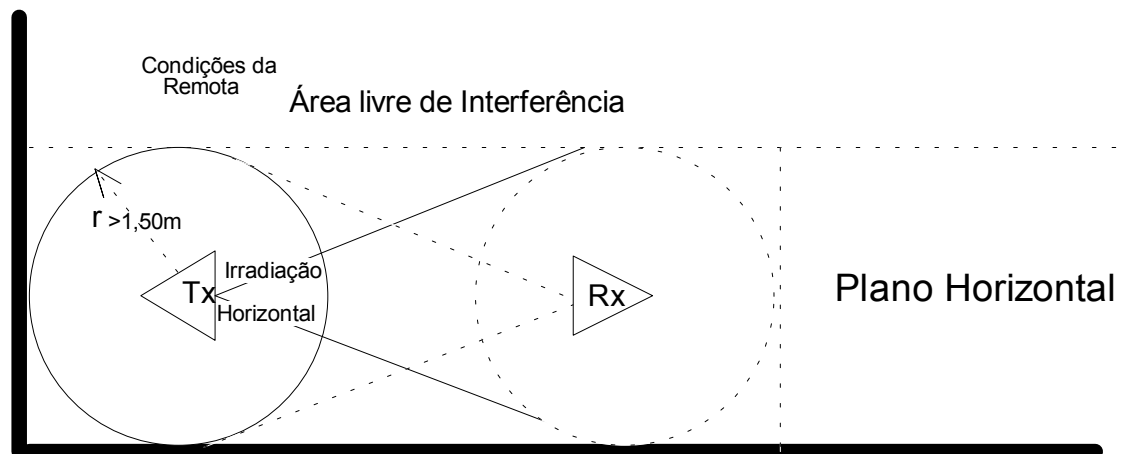 Condições da
Remota
Área livre de Interferência
r >1,50m
Irradiação
Tx
Horizontal
Rx
Plano Horizontal